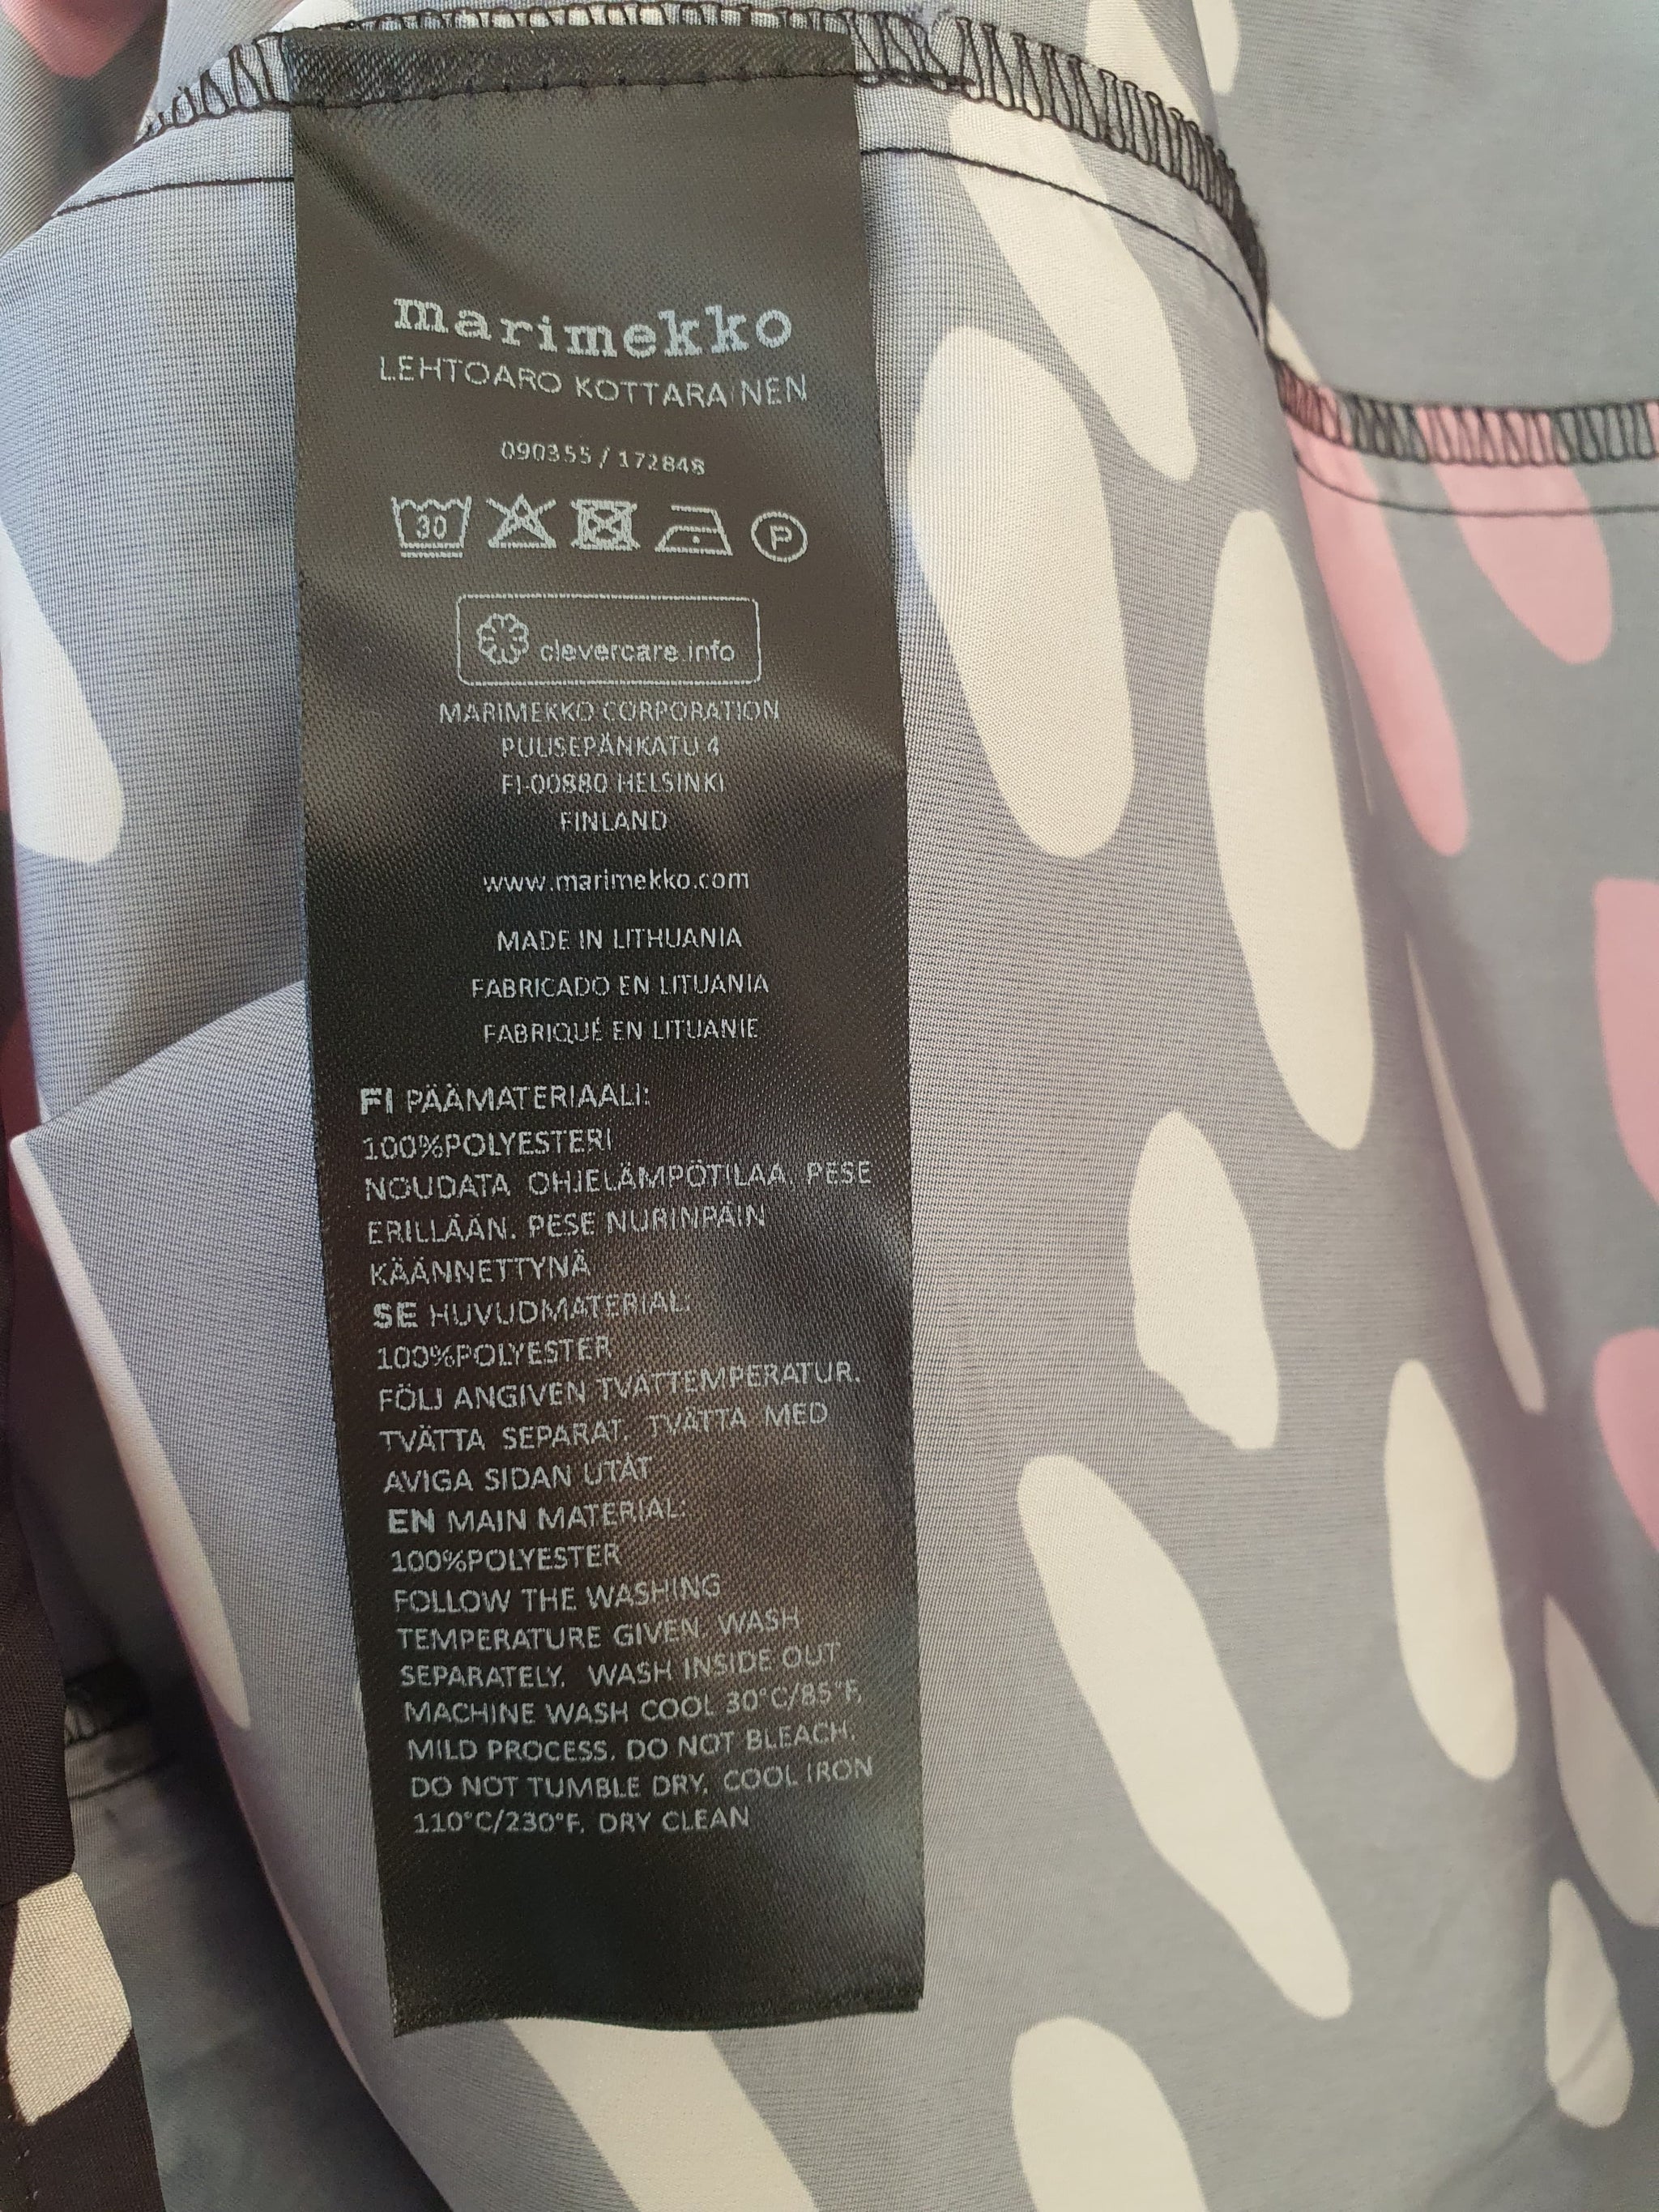 marimekko
LEHTOARO KOTTARAINEN
090355 / 172848
30
P
clevercare.info
MARIMEKKO CORPORATION
PUUSEPÄNKATU 4
FI-00880 HELSINKI
FINLAND
www.marimekko.com
MADE IN LITHUANIA
FABRICADO EN LITUANIA
FABRIQUÉ EN LITUANIE
FI PÄÄMATERIAALI:
100%POLYESTERI
NOUDATA OHJELÄMPÖTILAA. PESE
ERILLÄÄN. PESE NURINPÄIN
KÄÄNNETTYNÄ
SE HUVUDMATERIAL:
100%POLYESTER
FÖLJ ANGIVEN TVÄTTEMPERATUR.
TVÄTTA SEPARAT. TVÄTTA MED
AVIGA SIDAN UTÅT
EN MAIN MATERIAL:
100%POLYESTER
FOLLOW THE WASHING
TEMPERATURE GIVEN. WASH
SEPARATELY. WASH INSIDE OUT
MACHINE WASH COOL 30°C/85°F,
MILD PROCESS. DO NOT BLEACH.
DO NOT TUMBLE DRY. COOL IRON
110°C/230°F. DRY CLEAN